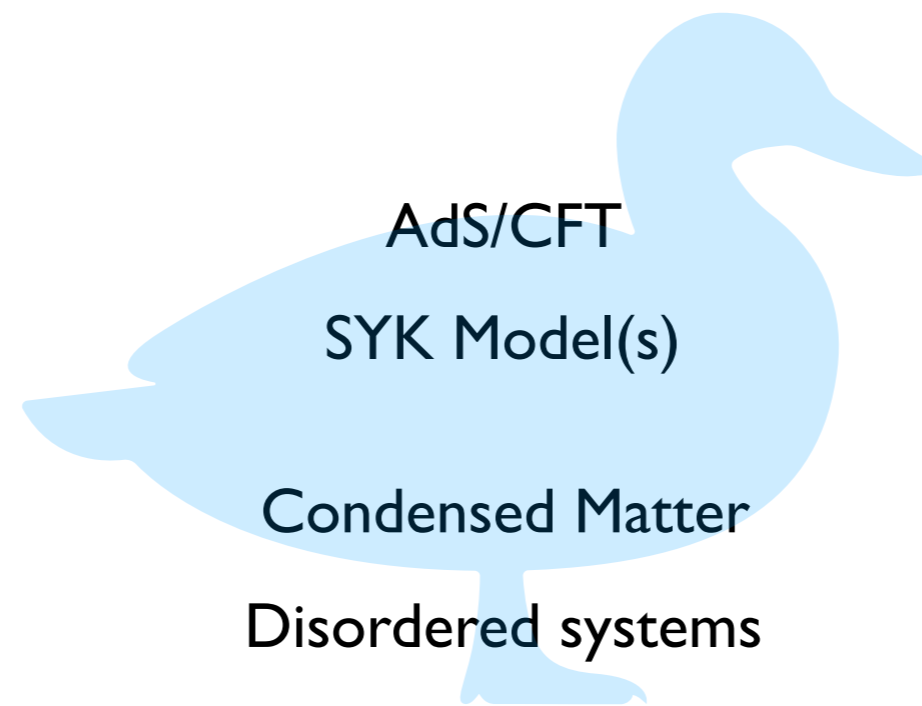 AdS/CFT
SYK Model(s)
Condensed Matter
Disordered systems